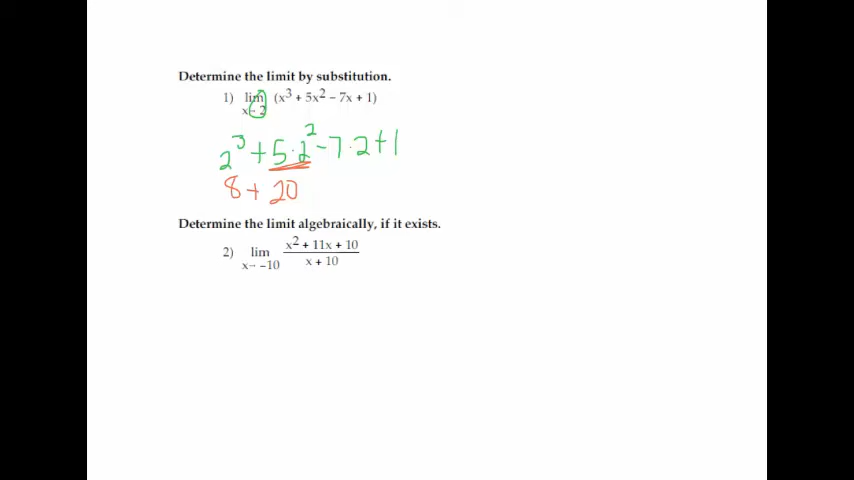 Determine the limit by substitution.
1) lim (x³ + 5x² − 7x + 1)
x→2
2³ + 5·2² − 7·2 + 1
8 + 20
Determine the limit algebraically, if it exists.
2) lim x² + 11x + 10
x→ −10 x + 10